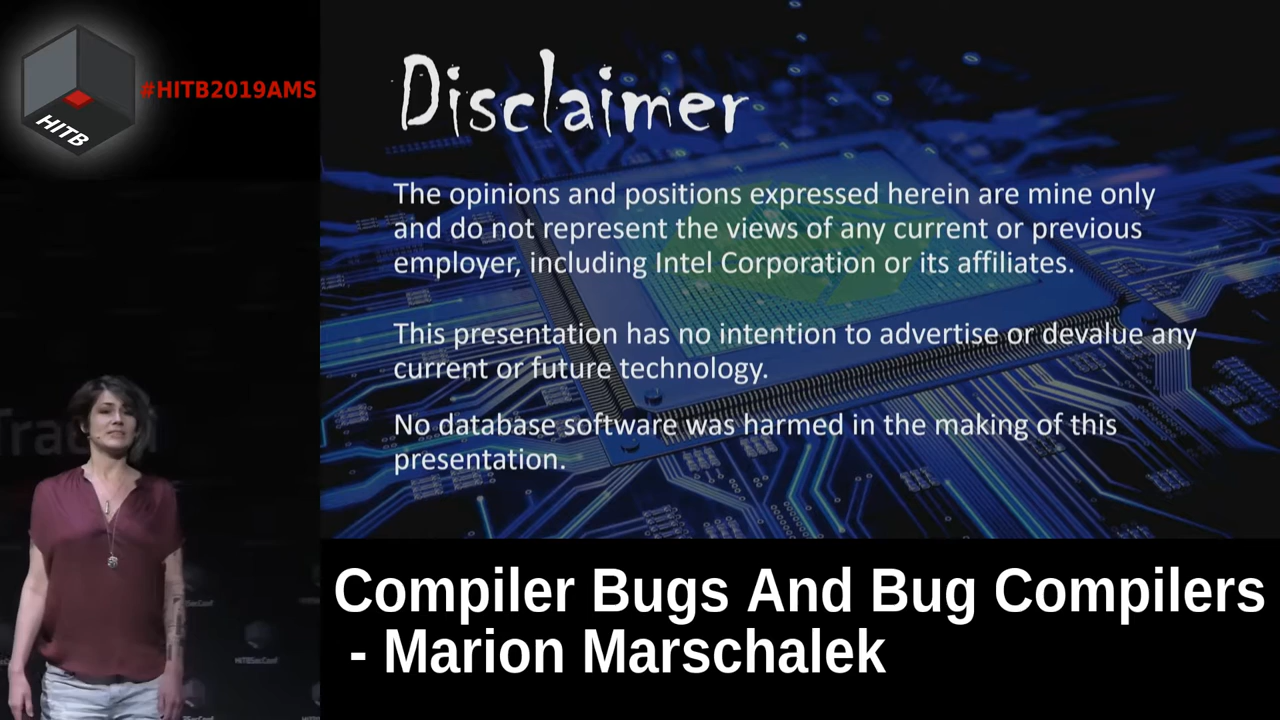 #HITB2019AMS
HITB
Disclaimer
The opinions and positions expressed herein are mine only
and do not represent the views of any current or previous
employer, including Intel Corporation or its affiliates.
This presentation has no intention to advertise or devalue any
current or future technology.
No database software was harmed in the making of this
presentation.
HITBSecConf
Compiler Bugs And Bug Compilers
- Marion Marschalek